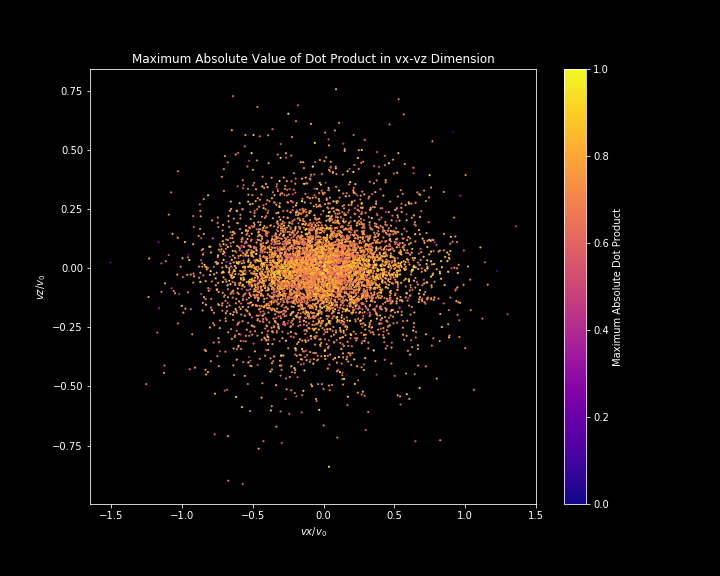 Maximum Absolute Value of Dot Product in vx-vz Dimension
0.75
0.50
0.25
0.00
−0.25
−0.50
−0.75
vz/v₀
−1.5 −1.0 −0.5 0.0 0.5 1.0 1.5
vx/v₀
1.0
0.8
0.6
0.4
0.2
0.0
Maximum Absolute Dot Product